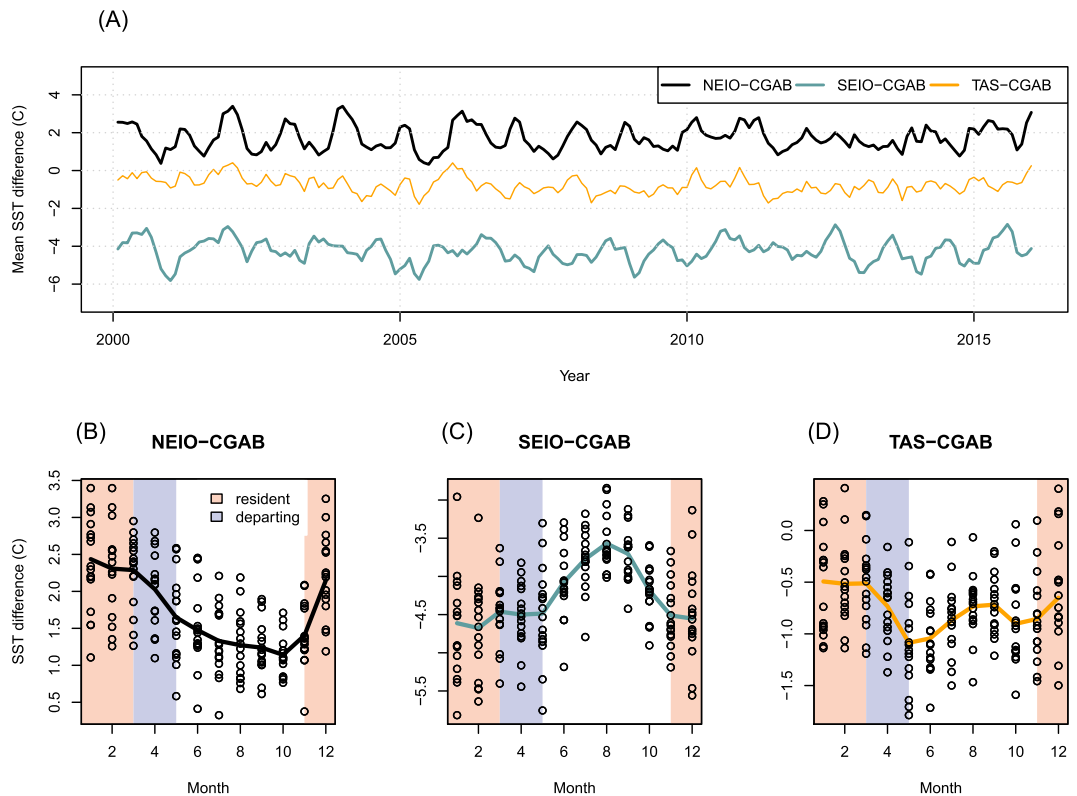 (A)
NEIO−CGAB SEIO−CGAB TAS−CGAB
Mean SST difference (C)
4
2
0
−2
−4
−6
2000 2005 2010 2015
Year
(B) NEIO−CGAB
SST difference (C)
3.5
3.0
2.5
2.0
1.5
1.0
0.5
resident
departing
2 4 6 8 10 12
Month
(C) SEIO−CGAB
−3.5
−4.5
−5.5
2 4 6 8 10 12
Month
(D) TAS−CGAB
0.0
−0.5
−1.0
−1.5
2 4 6 8 10 12
Month